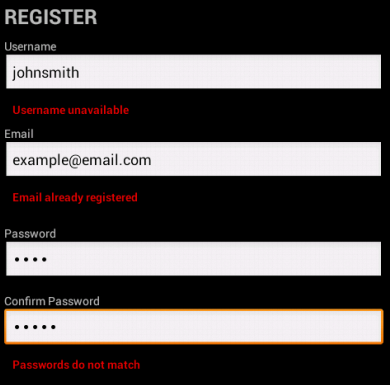 REGISTER
Username
johnsmith
Username unavailable
Email
example@email.com
Email already registered
Password
••••
Confirm Password
•••••
Passwords do not match